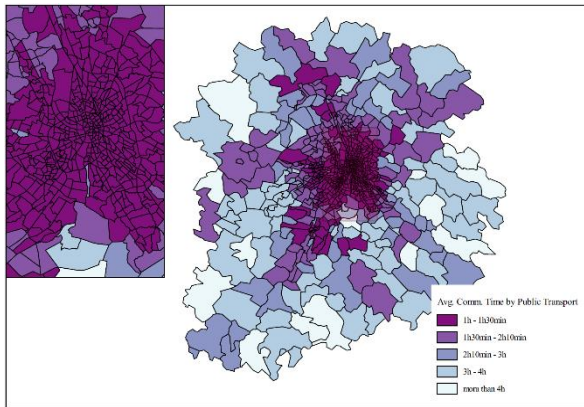 Avg. Comm. Time by Public Transport
1h - 1h30min
1h30min - 2h10min
2h10min - 3h
3h - 4h
more than 4h